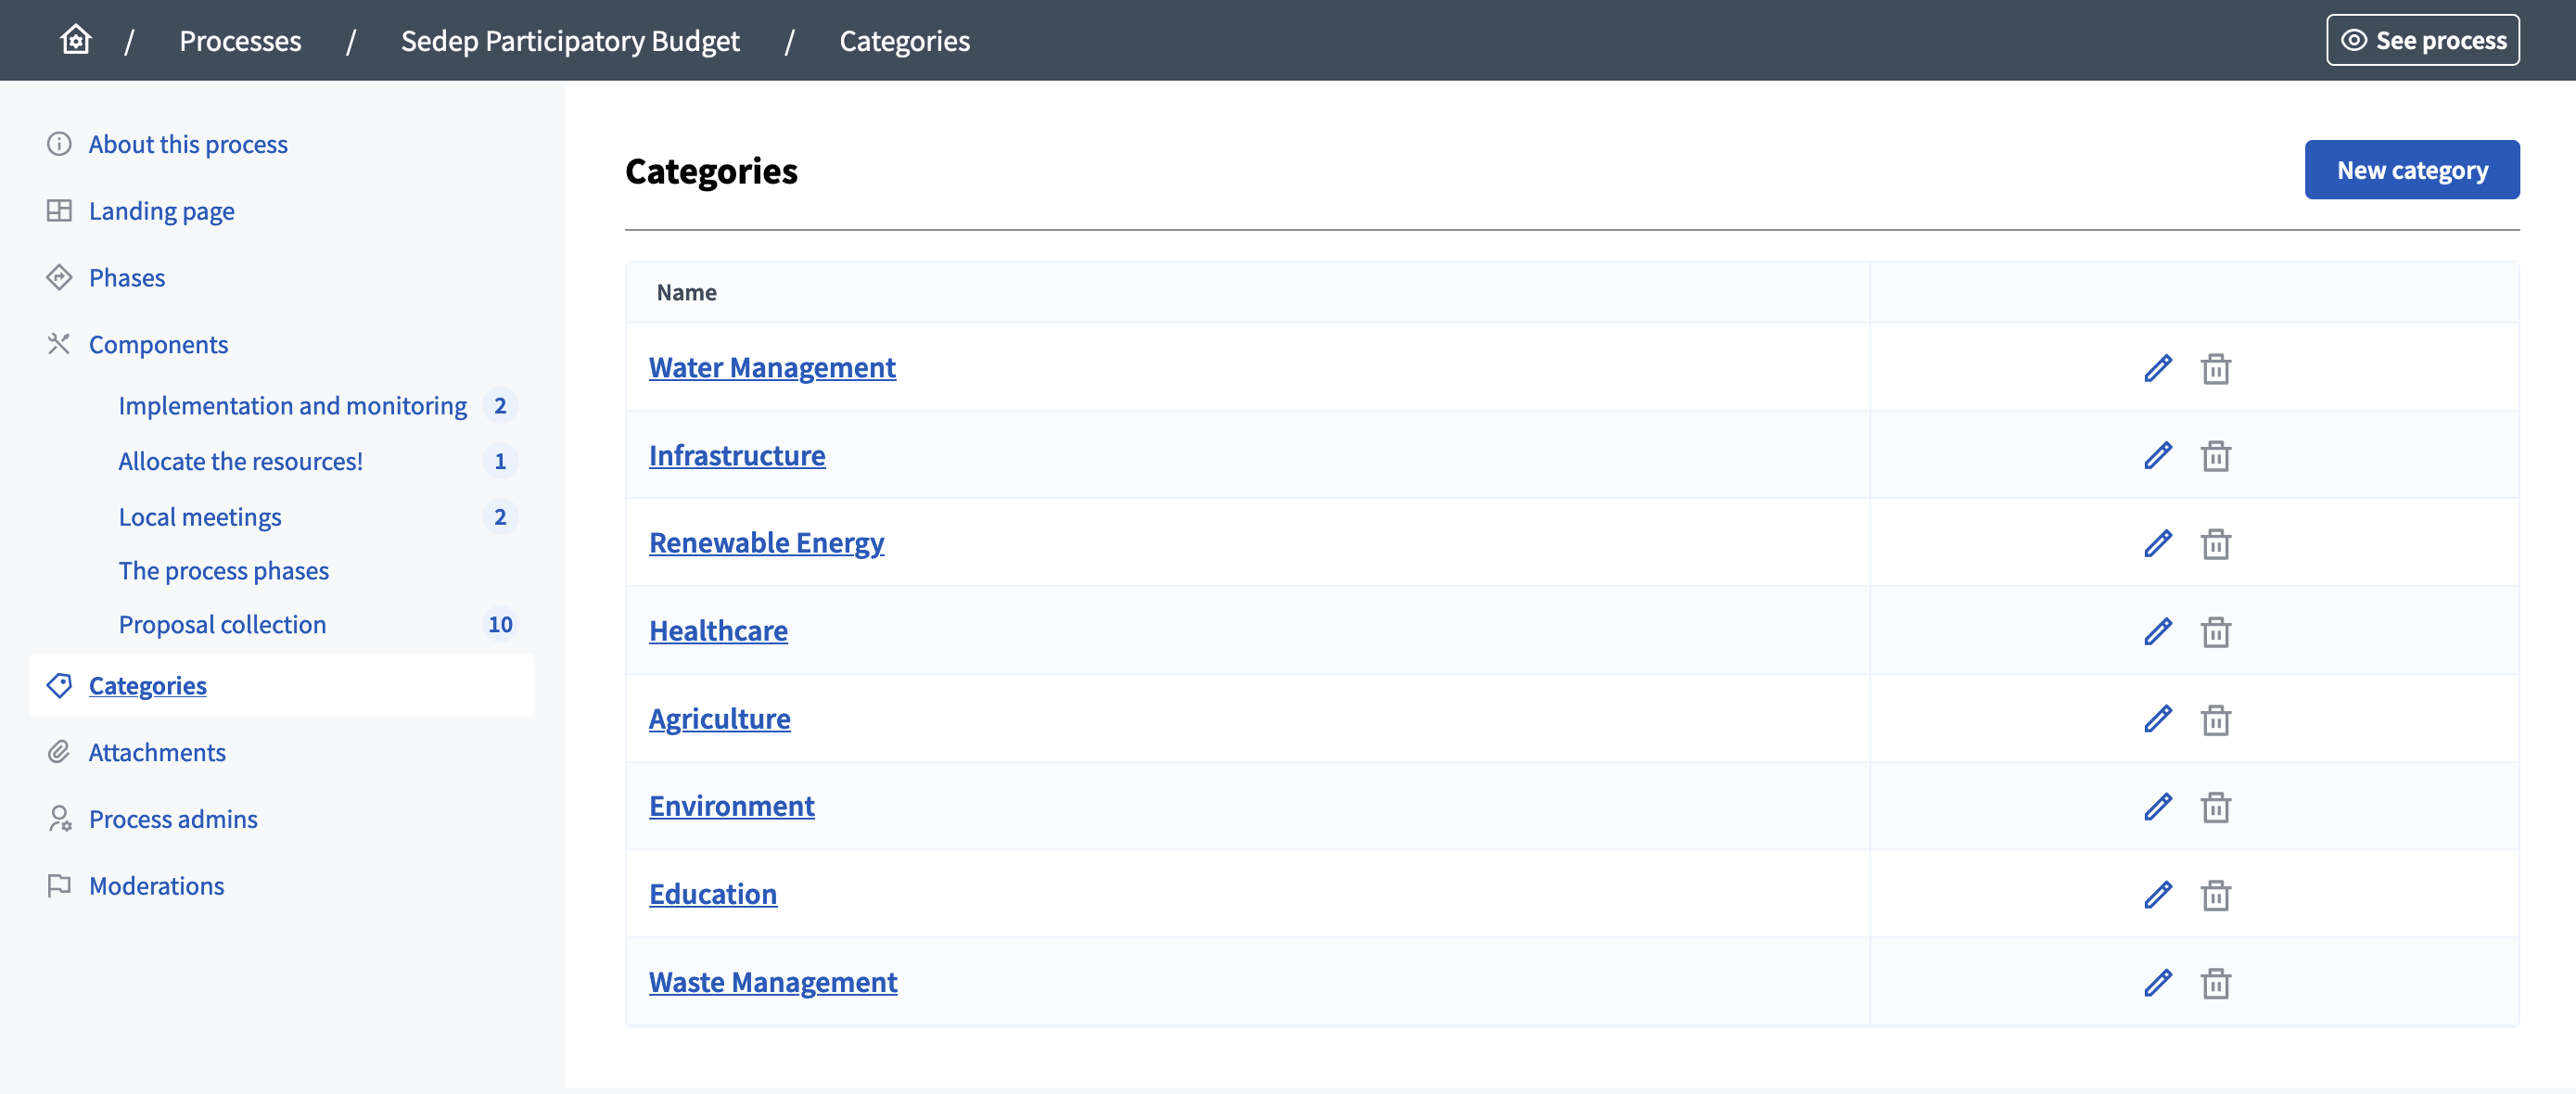 / Processes / Sedep Participatory Budget / Categories
See process
About this process
Landing page
Phases
Components
Implementation and monitoring 2
Allocate the resources! 1
Local meetings 2
The process phases
Proposal collection 10
Categories
Attachments
Process admins
Moderations
Categories
New category
Name
Water Management
Infrastructure
Renewable Energy
Healthcare
Agriculture
Environment
Education
Waste Management